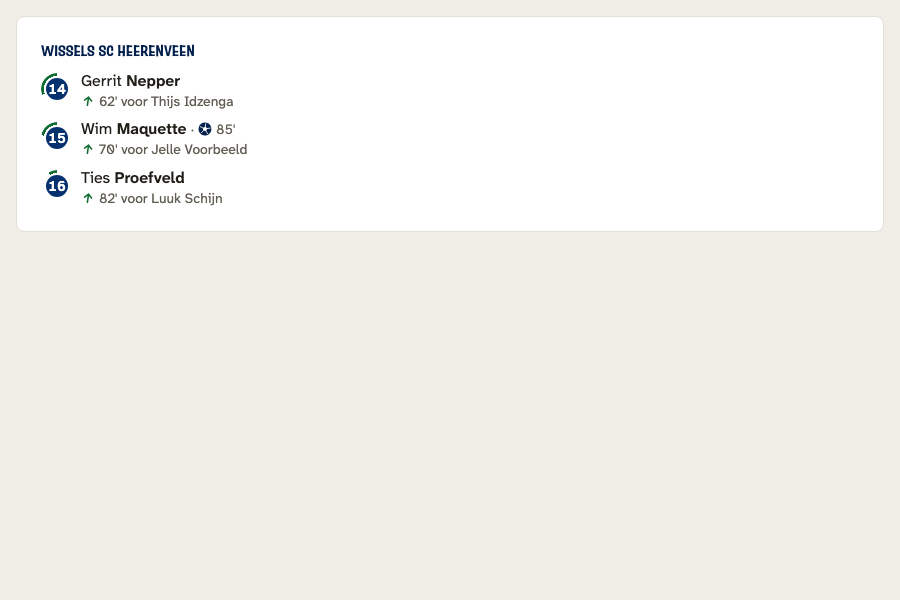 WISSELS SC HEERENVEEN
14 Gerrit Nepper
62' voor Thijs Idzenga
15 Wim Maquette · 85'
70' voor Jelle Voorbeeld
16 Ties Proefveld
82' voor Luuk Schijn